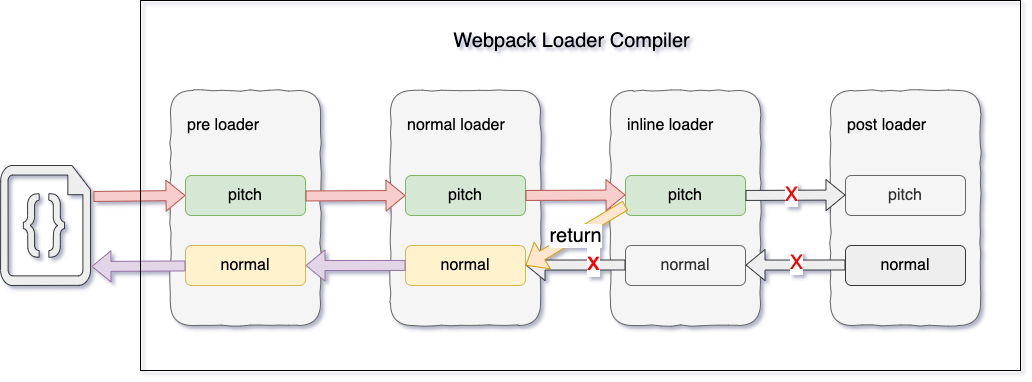 Webpack Loader Compiler
pre loader
normal loader
inline loader
post loader
pitch
pitch
pitch
X
pitch
return
normal
normal
X
normal
X
normal